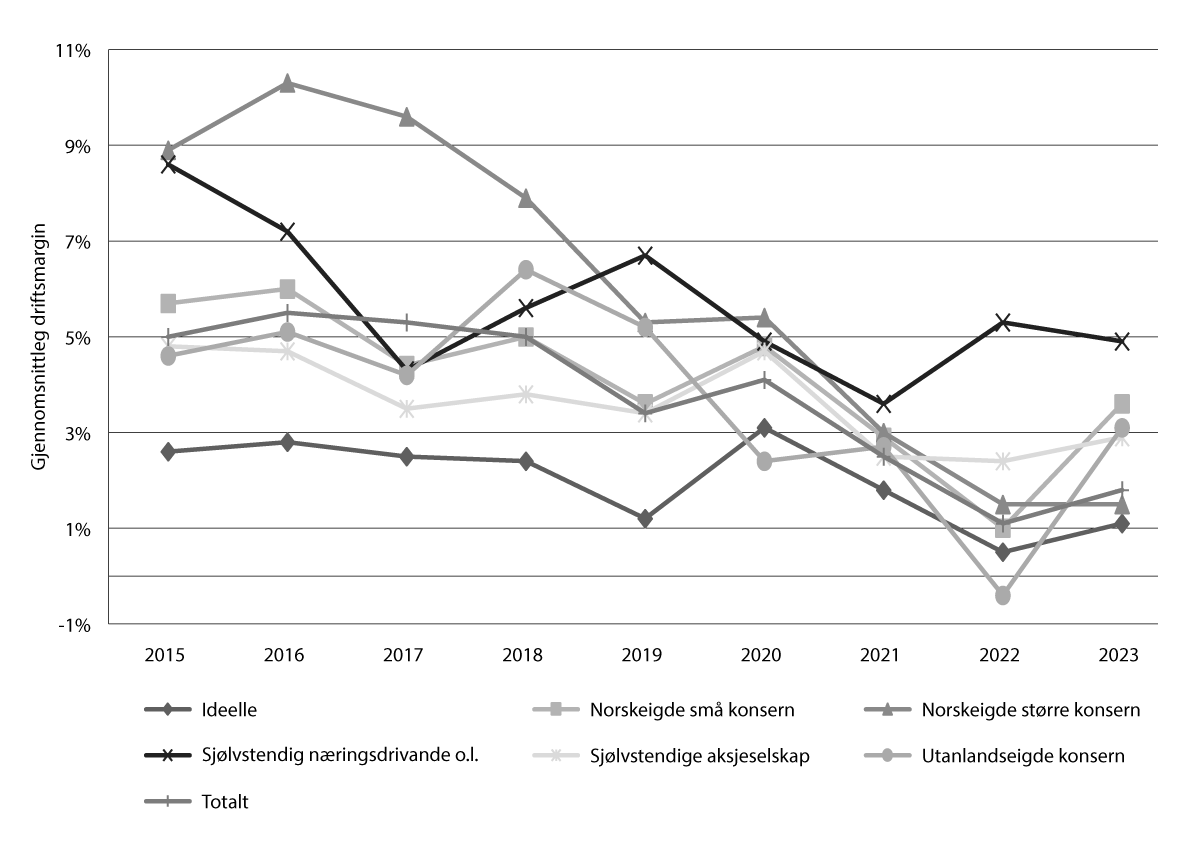 11%
9%
7%
5%
3%
1%
-1%
Gjennomsnittleg driftsmargin
2015 2016 2017 2018 2019 2020 2021 2022 2023
Ideelle Norskeigde små konsern Norskeigde større konsern
Sjølvstendig næringsdrivande o.l. Sjølvstendige aksjeselskap Utanlandseigde konsern
Totalt